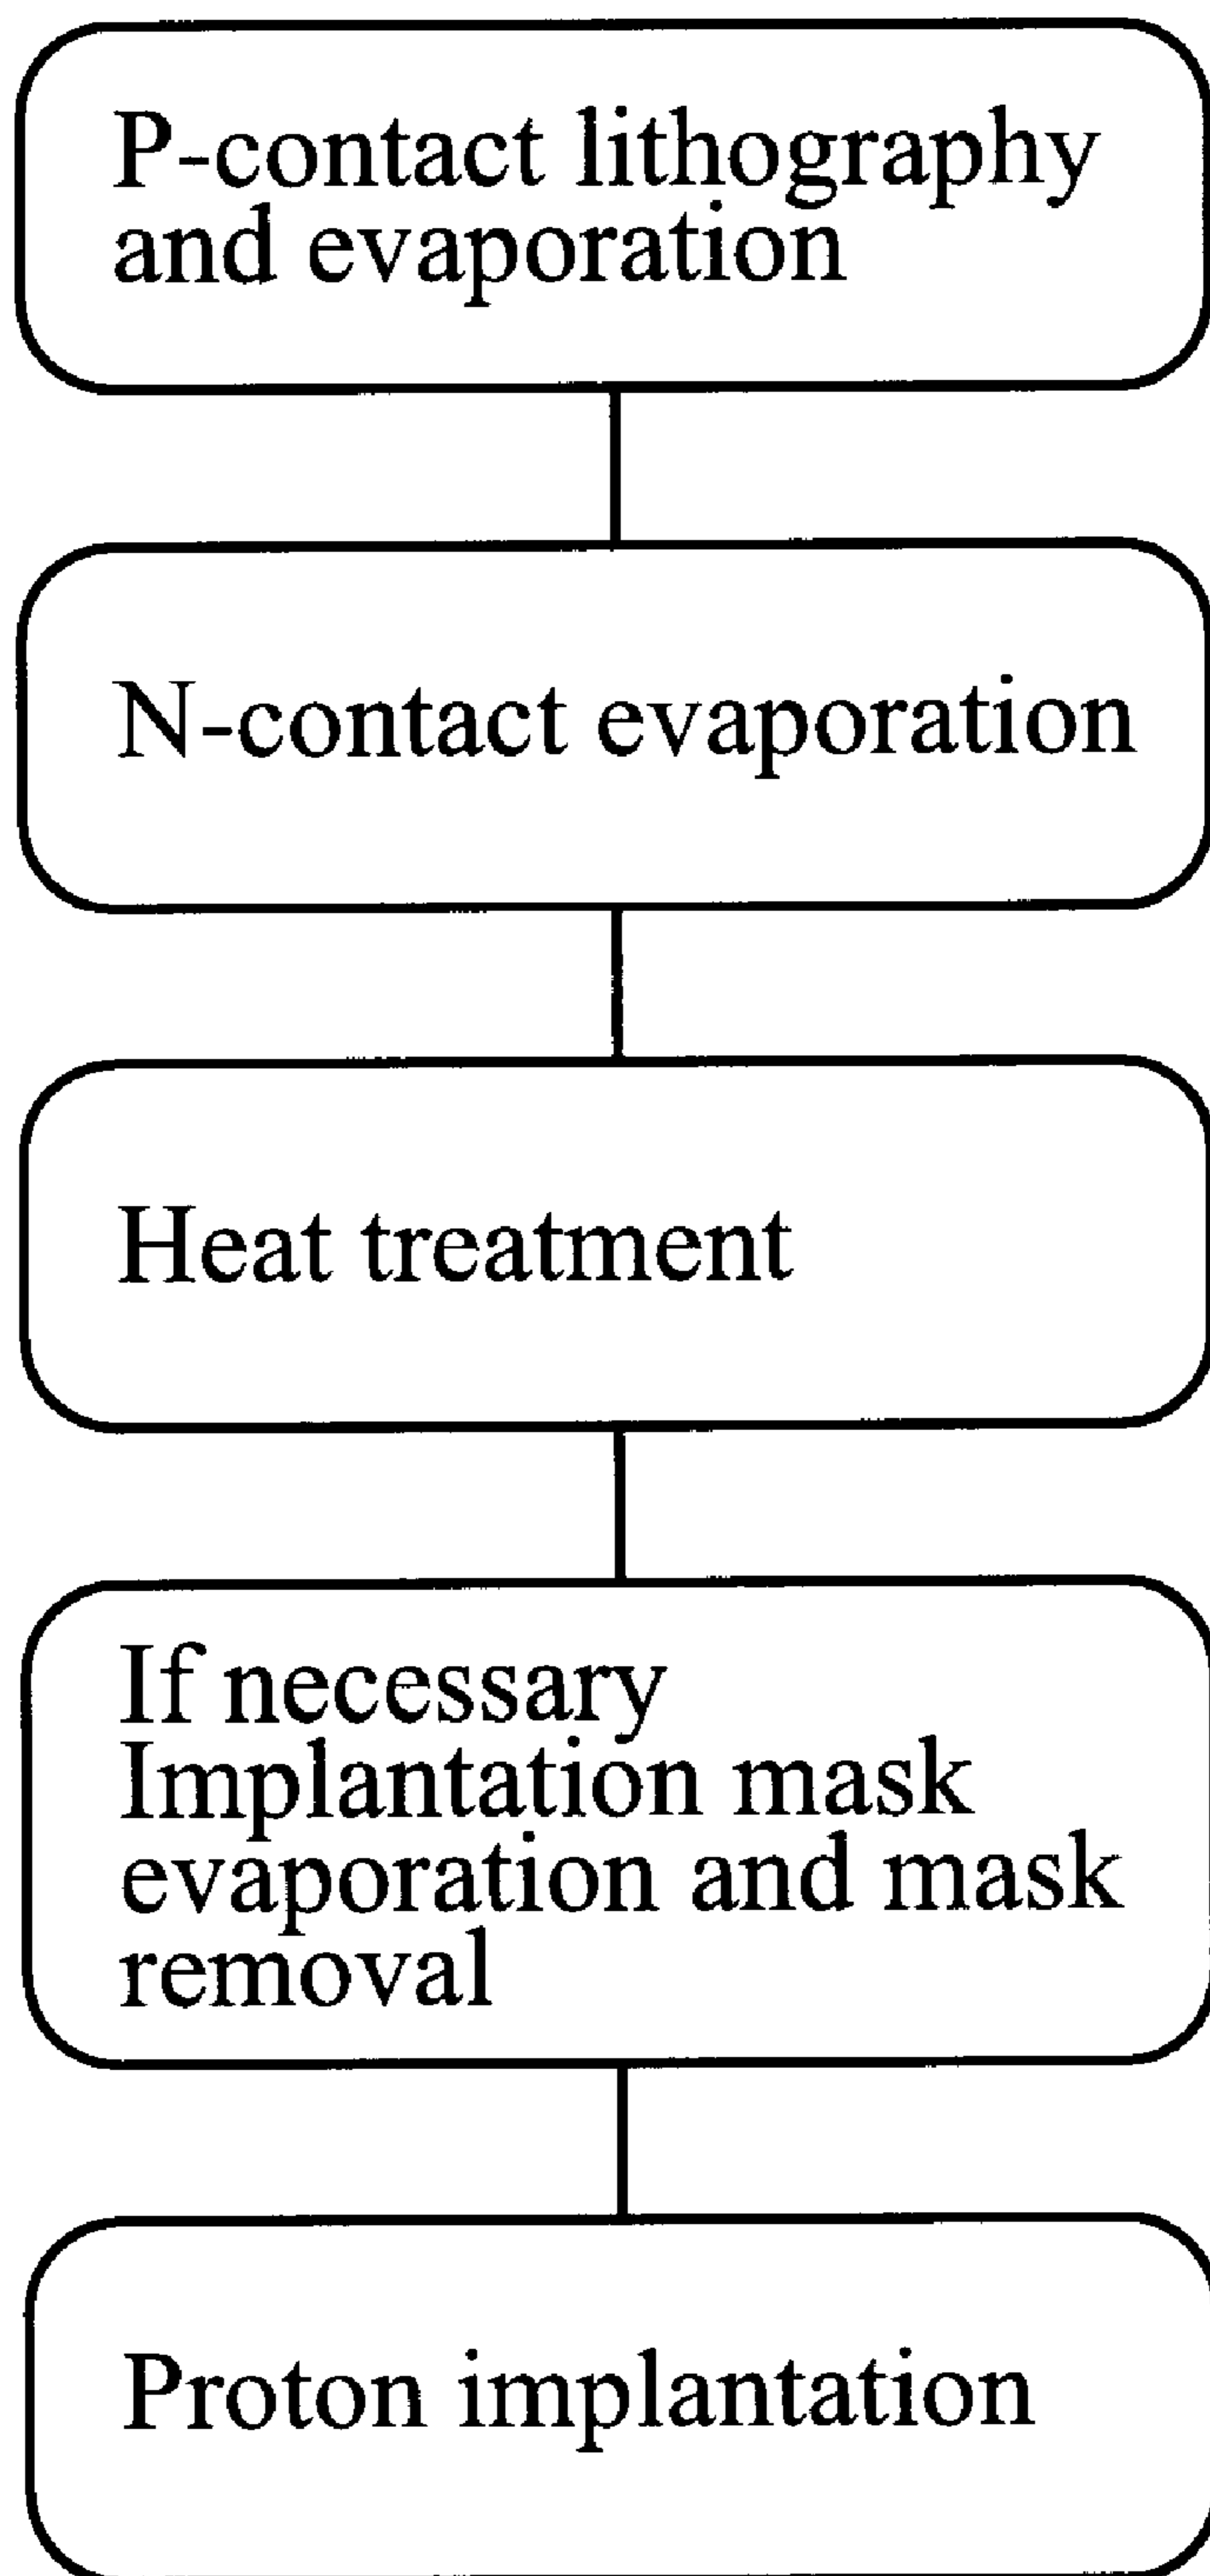 P-contact lithography
and evaporation
N-contact evaporation
Heat treatment
If necessary
Implantation mask
evaporation and mask
removal
Proton implantation